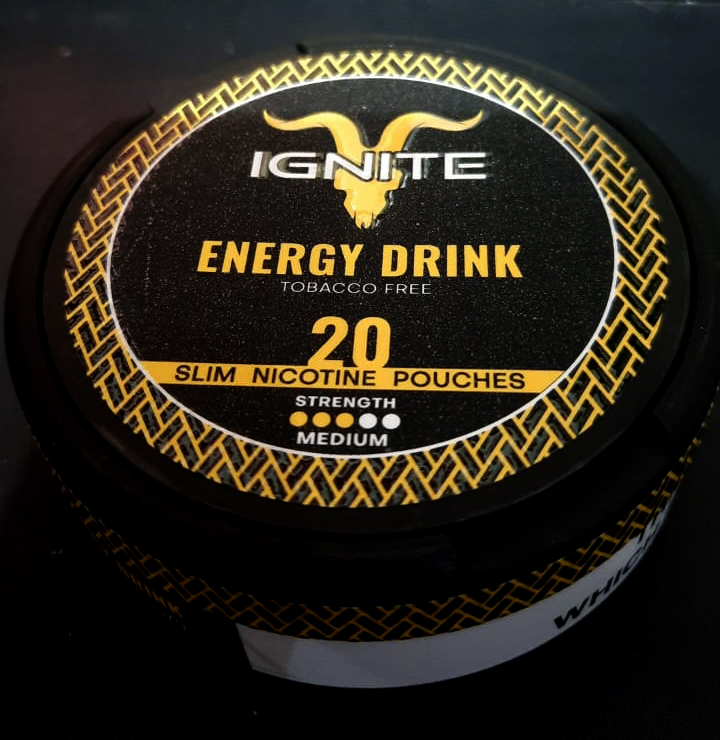 IGNITE
ENERGY DRINK
TOBACCO FREE
20
SLIM NICOTINE POUCHES
STRENGTH
MEDIUM